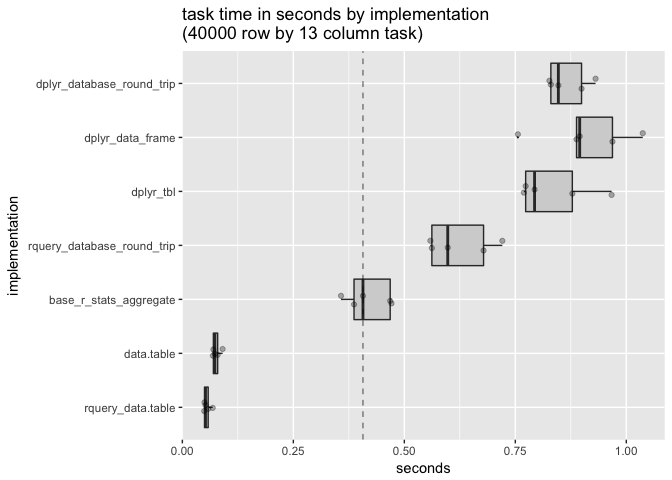 task time in seconds by implementation
(40000 row by 13 column task)
implementation
dplyr_database_round_trip
dplyr_data_frame
dplyr_tbl
rquery_database_round_trip
base_r_stats_aggregate
data.table
rquery_data.table
0.00 0.25 0.50 0.75 1.00
seconds